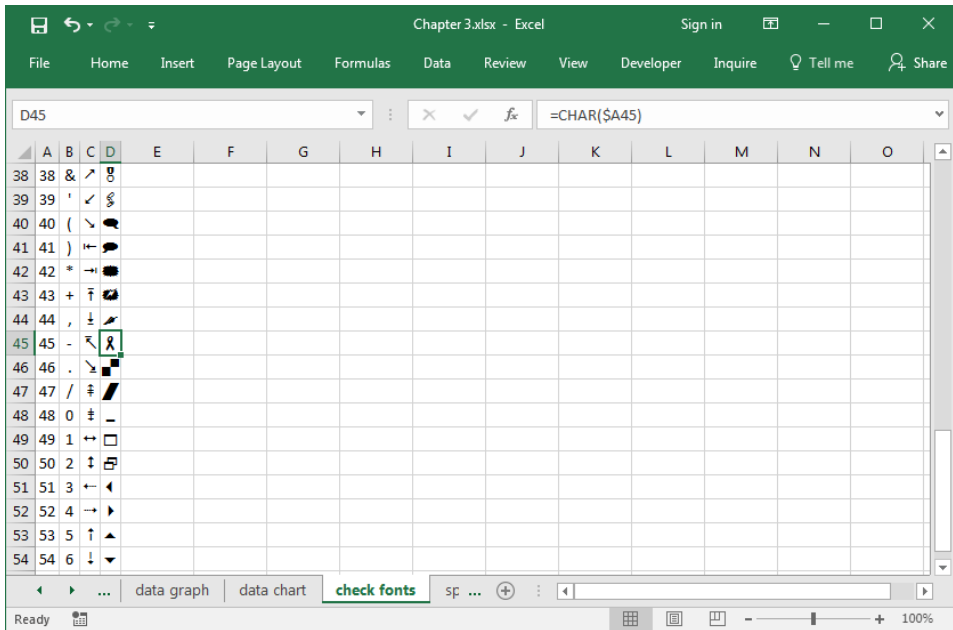 Chapter 3.xlsx - Excel Sign in
File Home Insert Page Layout Formulas Data Review View Developer Inquire Tell me Share
D45 fx =CHAR($A45)
A B C D E F G H I J K L M N O
38 38 & ↗ 🎖
39 39 ' ↙
40 40 ( ↘ 🗨
41 41 ) ⇤ 🗩
42 42 * ⇥
43 43 + ⤒
44 44 , ⤓
45 45 - ⇱ 🎗
46 46 . ⇲ ▞
47 47 / ⇞
48 48 0 ⇟ 🗕
49 49 1 ↔ 🗖
50 50 2 ↕ 🗗
51 51 3 ⇠ ⏴
52 52 4 ⇢ ⏵
53 53 5 ⇡ ⏶
54 54 6 ⇣ ⏷
... data graph data chart check fonts sp ...
Ready 100%